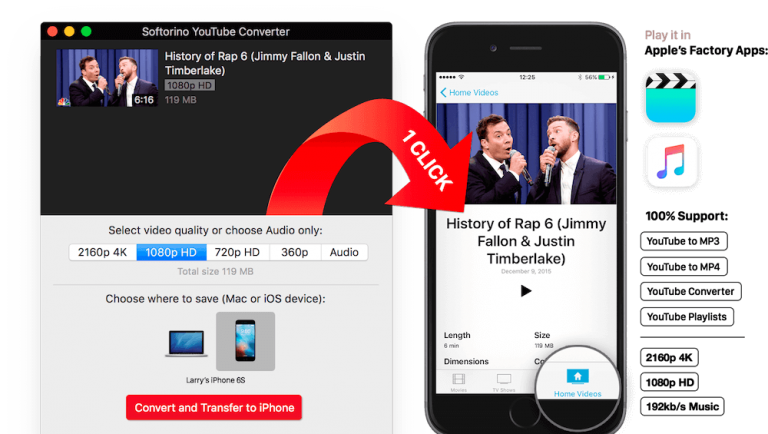 Softorino YouTube Converter
History of Rap 6 (Jimmy Fallon & Justin
Timberlake)
1080p HD
119 MB
6:16
Select video quality or choose Audio only:
2160p 4K
1080p HD
720p HD
360p
Audio
Total size 119 MB
Choose where to save (Mac or iOS device):
Larry's iPhone 6S
Convert and Transfer to iPhone
1 CLICK
12:25
56%
Home Videos
History of Rap 6 (Jimmy
Fallon & Justin
Timberlake)
December 9, 2015
Length
6 min
Size
119 MB
Dimensions
Co
Movies
TV Shows
Home Videos
Play it in
Apple's Factory Apps:
100% Support:
YouTube to MP3
YouTube to MP4
YouTube Converter
YouTube Playlists
2160p 4K
1080p HD
192kb/s Music